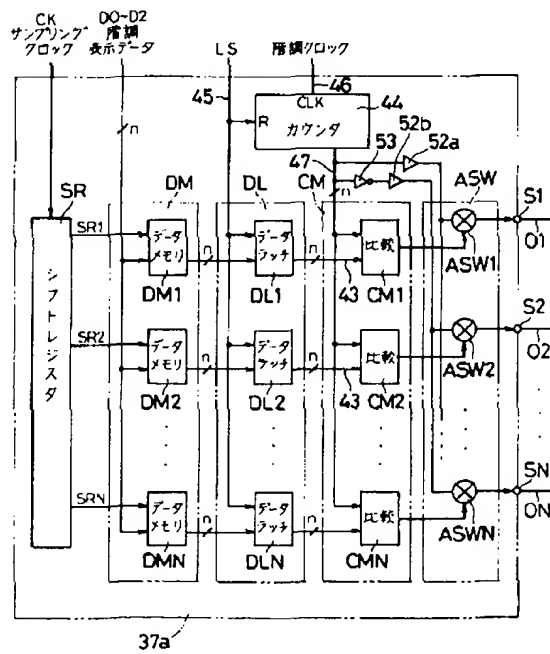 CK
サンプリング
クロック
D0~D2
階調
表示データ
LS
階調クロック
45
46
CLK
44
R
カウンタ
n
47
53
52b
52a
SR
DM
DL
CM
n
ASW
SR1
データ
メモリ
n
データ
ラッチ
n
比較
S1
DM1
DL1
43
CM1
ASW1
O1
シフトレジスタ
SR2
データ
メモリ
n
データ
ラッチ
n
比較
S2
DM2
DL2
43
CM2
ASW2
O2
SRN
データ
メモリ
n
データ
ラッチ
n
比較
SN
DMN
DLN
CMN
ASWN
ON
37a